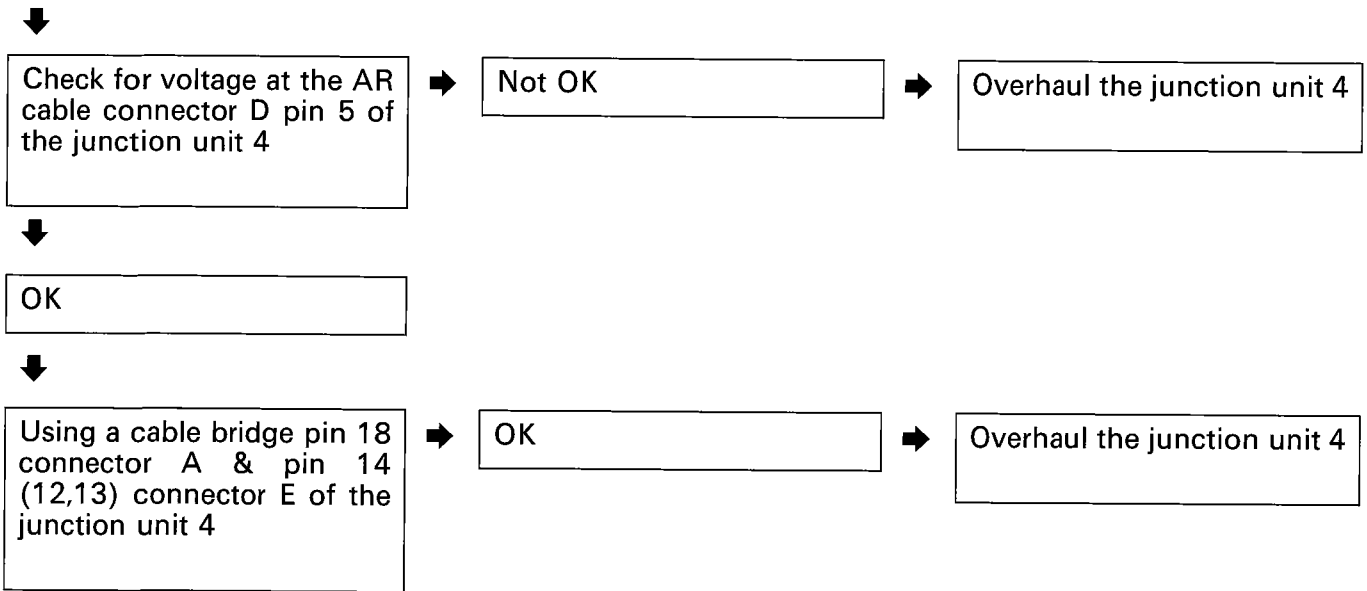 Check for voltage at the AR
cable connector D pin 5 of
the junction unit 4
Not OK
Overhaul the junction unit 4
OK
Using a cable bridge pin 18
connector A & pin 14
(12,13) connector E of the
junction unit 4
OK
Overhaul the junction unit 4